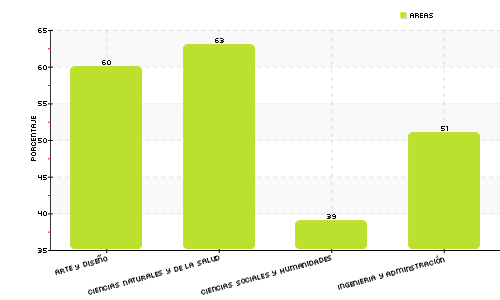 AREAS
65
60
55
50
45
40
35
PORCENTAJE
60
63
39
51
ARTE Y DISEÑO
CIENCIAS NATURALES Y DE LA SALUD
CIENCIAS SOCIALES Y HUMANIDADES
INGENIERIA Y ADMINSTRACIÓN